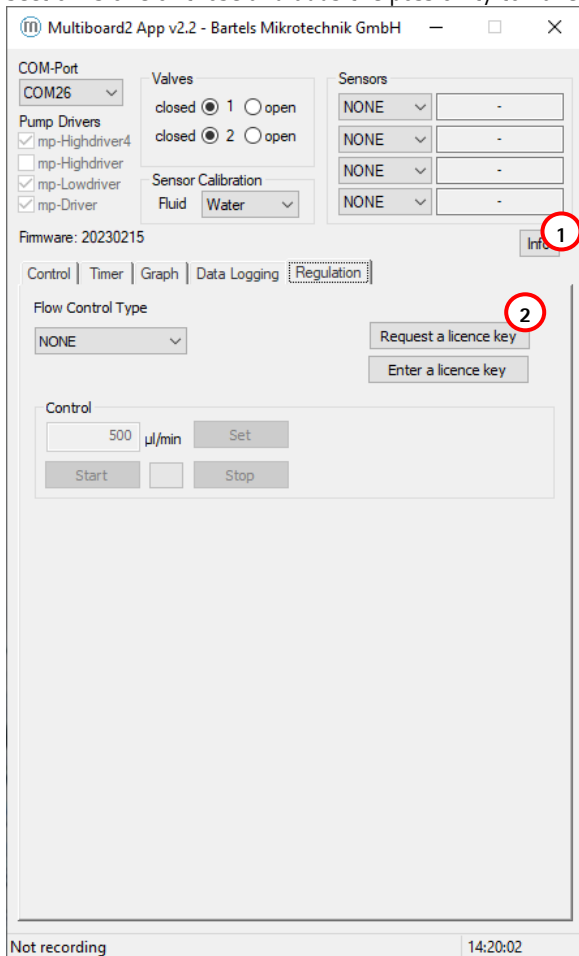 Multiboard2 App v2.2 - Bartels Mikrotechnik GmbH
COM-Port
COM26
Pump Drivers
mp-Highdriver4
mp-Highdriver
mp-Lowdriver
mp-Driver
Valves
closed 1 open
closed 2 open
Sensor Calibration
Fluid Water
Sensors
NONE -
NONE -
NONE -
NONE -
Firmware: 20230215
Info
1
Control Timer Graph Data Logging Regulation
Flow Control Type
NONE
2
Request a licence key
Enter a licence key
Control
500 µl/min Set
Start Stop
Not recording 14:20:02